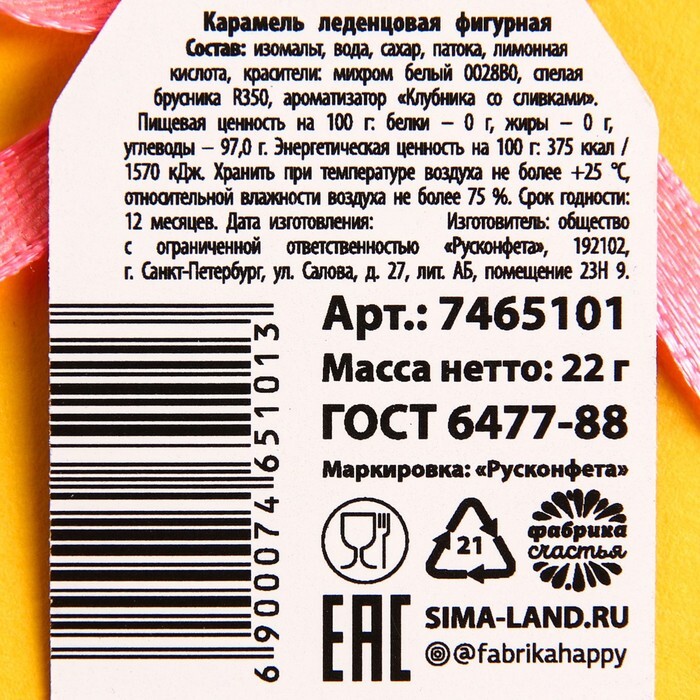 Карамель леденцовая фигурная
Состав: изомальт, вода, сахар, патока, лимонная
кислота, красители: михром белый 0028В0, спелая
брусника R350, ароматизатор «Клубника со сливками».
Пищевая ценность на 100 г: белки – 0 г, жиры – 0 г,
углеводы – 97,0 г. Энергетическая ценность на 100 г: 375 ккал /
1570 кДж. Хранить при температуре воздуха не более +25 °С,
относительной влажности воздуха не более 75 %. Срок годности:
12 месяцев. Дата изготовления: Изготовитель: общество
с ограниченной ответственностью «Русконфета», 192102,
г. Санкт-Петербург, ул. Салова, д. 27, лит. АБ, помещение 23Н 9.
Арт.: 7465101
Масса нетто: 22 г
ГОСТ 6477-88
Маркировка: «Русконфета»
21
фабрика
счастья
EAC
SIMA-LAND.RU
@fabrikahappy
6900074651013